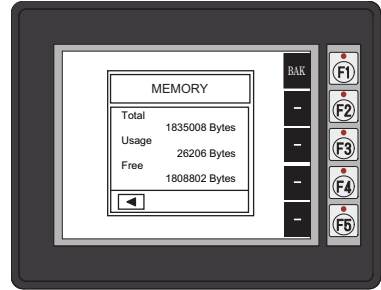 MEMORY
Total
1835008 Bytes
Usage
26206 Bytes
Free
1808802 Bytes
BAK
-
-
-
-
F1
F2
F3
F4
F5